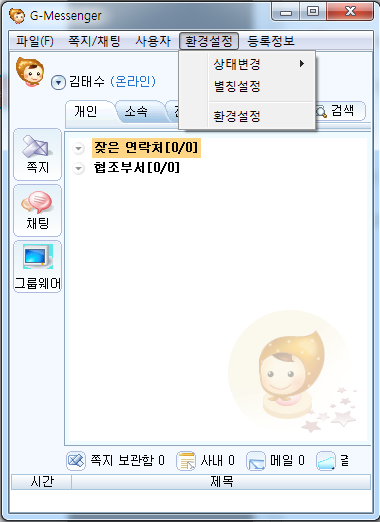 G-Messenger
파일(F) 쪽지/채팅 사용자 환경설정 등록정보
상태변경
별칭설정
환경설정
김태수 (온라인)
개인 소속 검색
잦은 연락처[0/0]
협조부서[0/0]
쪽지
채팅
그룹웨어
쪽지 보관함 0 사내 0 메일 0 결
시간 제목